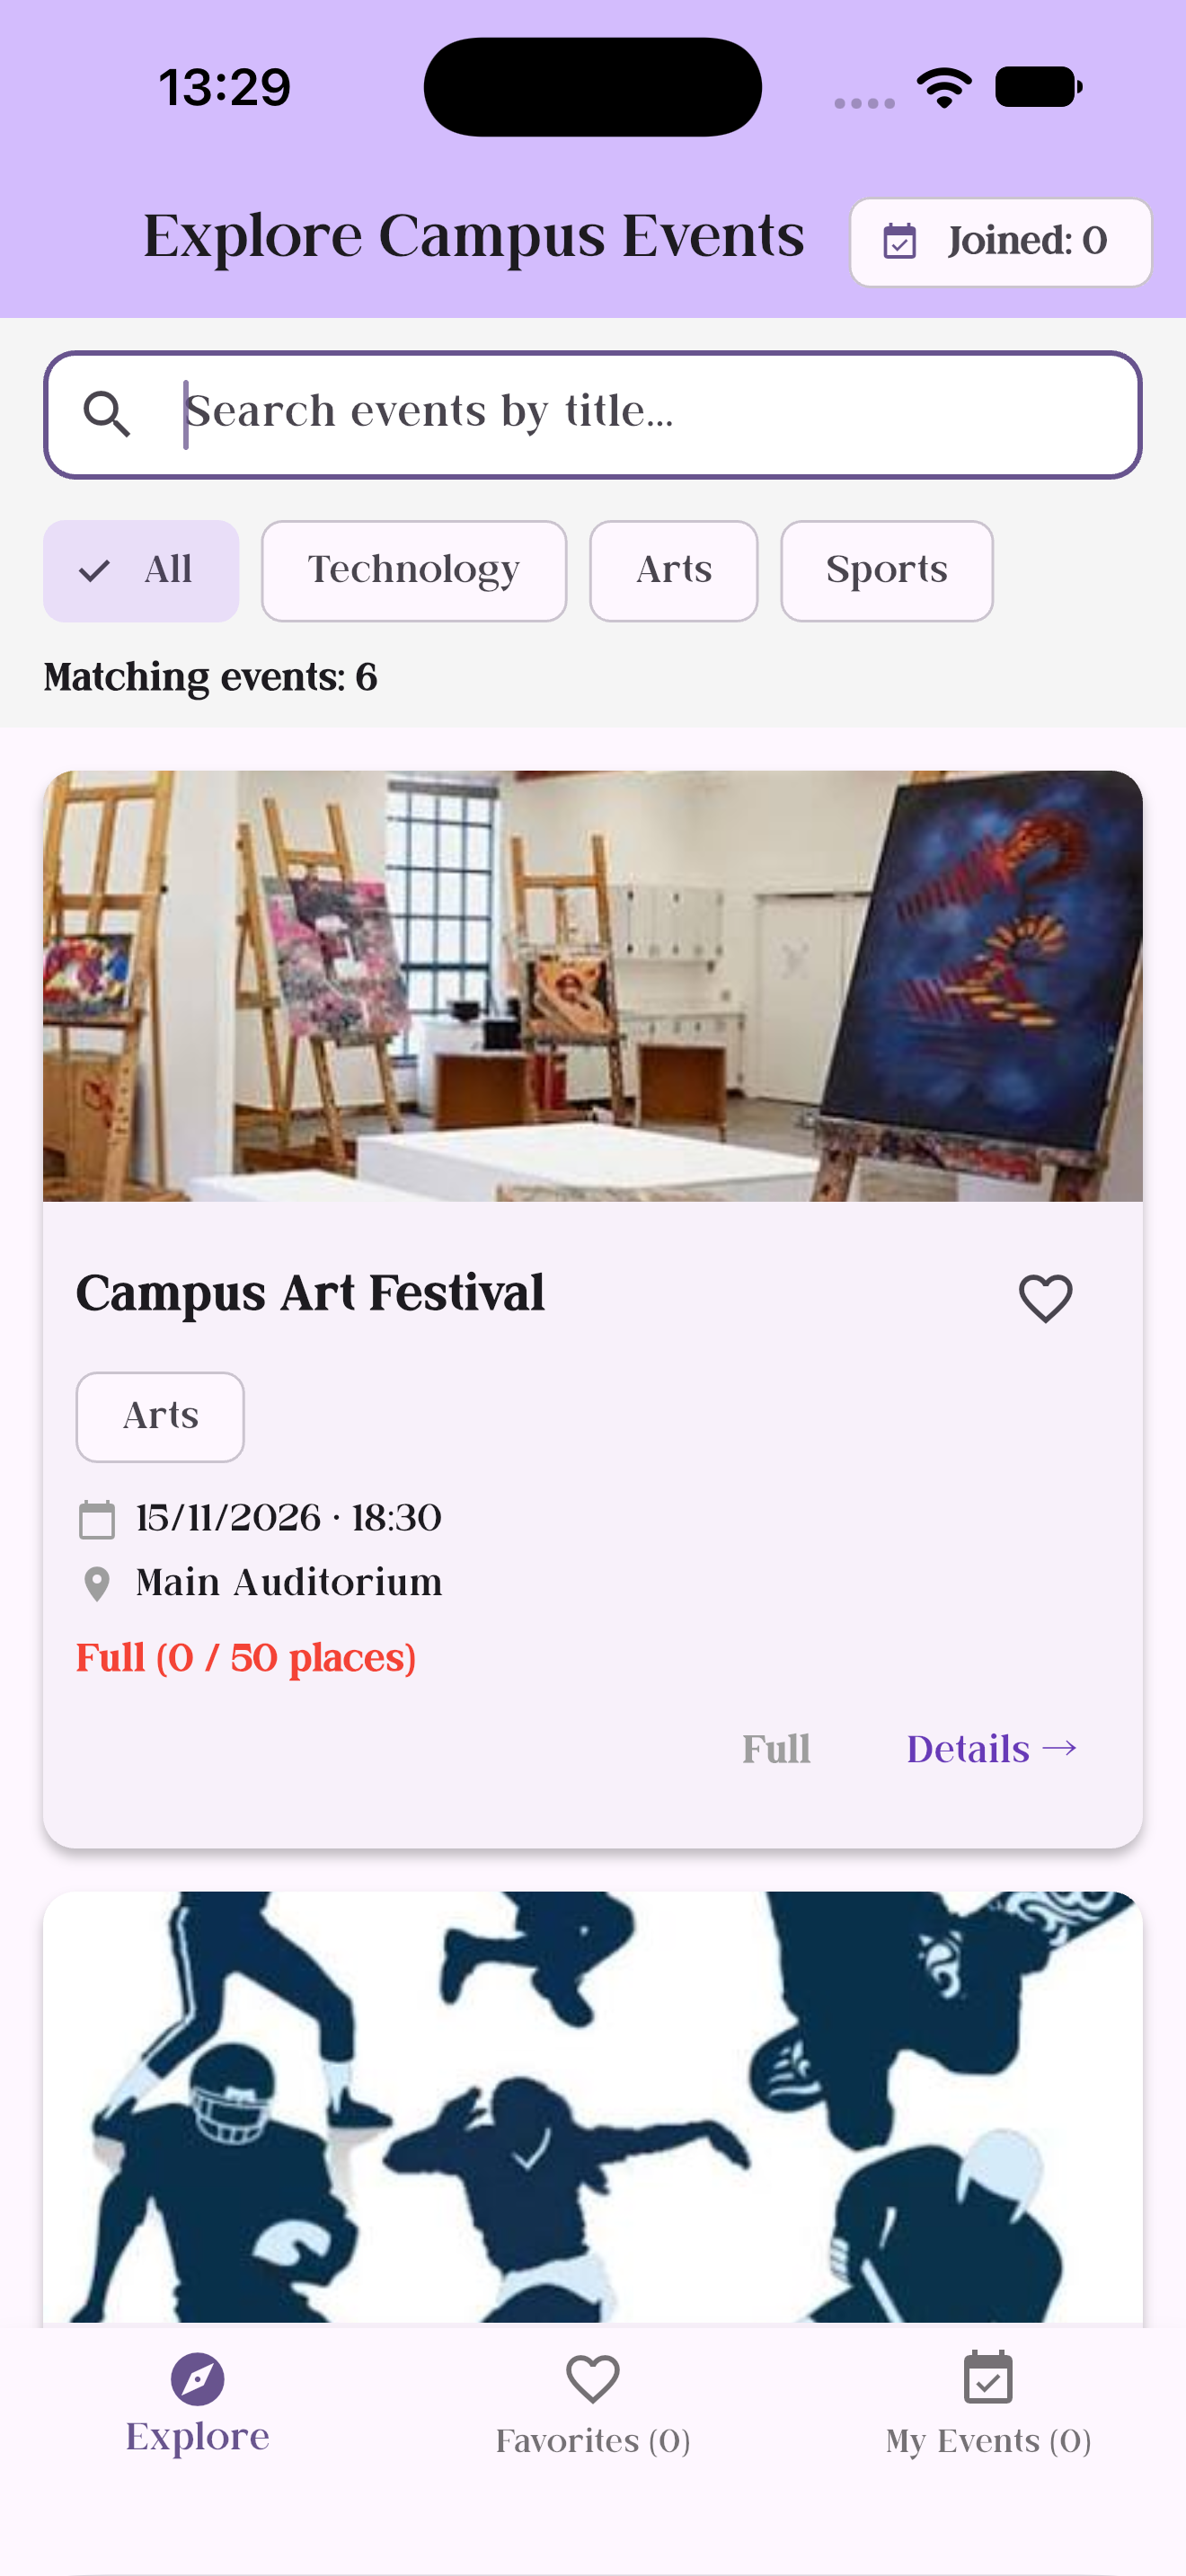 13:29
Explore Campus Events
Joined: 0
Search events by title...
All
Technology
Arts
Sports
Matching events: 6
Campus Art Festival
Arts
15/11/2026 · 18:30
Main Auditorium
Full (0 / 50 places)
Full
Details →
Explore
Favorites (0)
My Events (0)